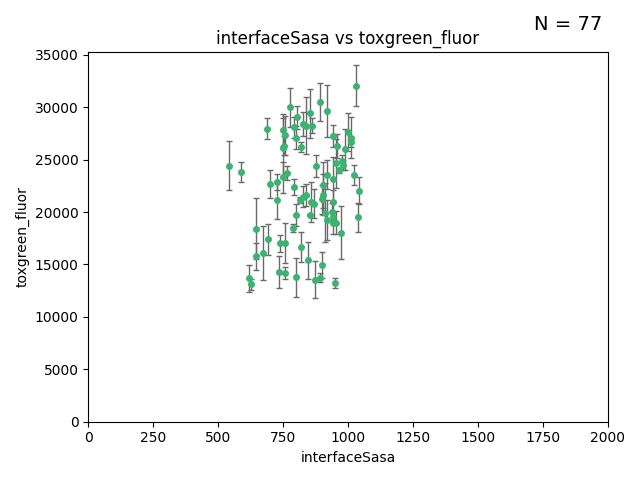 N = 77
interfaceSasa vs toxgreen_fluor
35000
30000
25000
20000
15000
10000
5000
0
toxgreen_fluor
0 250 500 750 1000 1250 1500 1750 2000
interfaceSasa